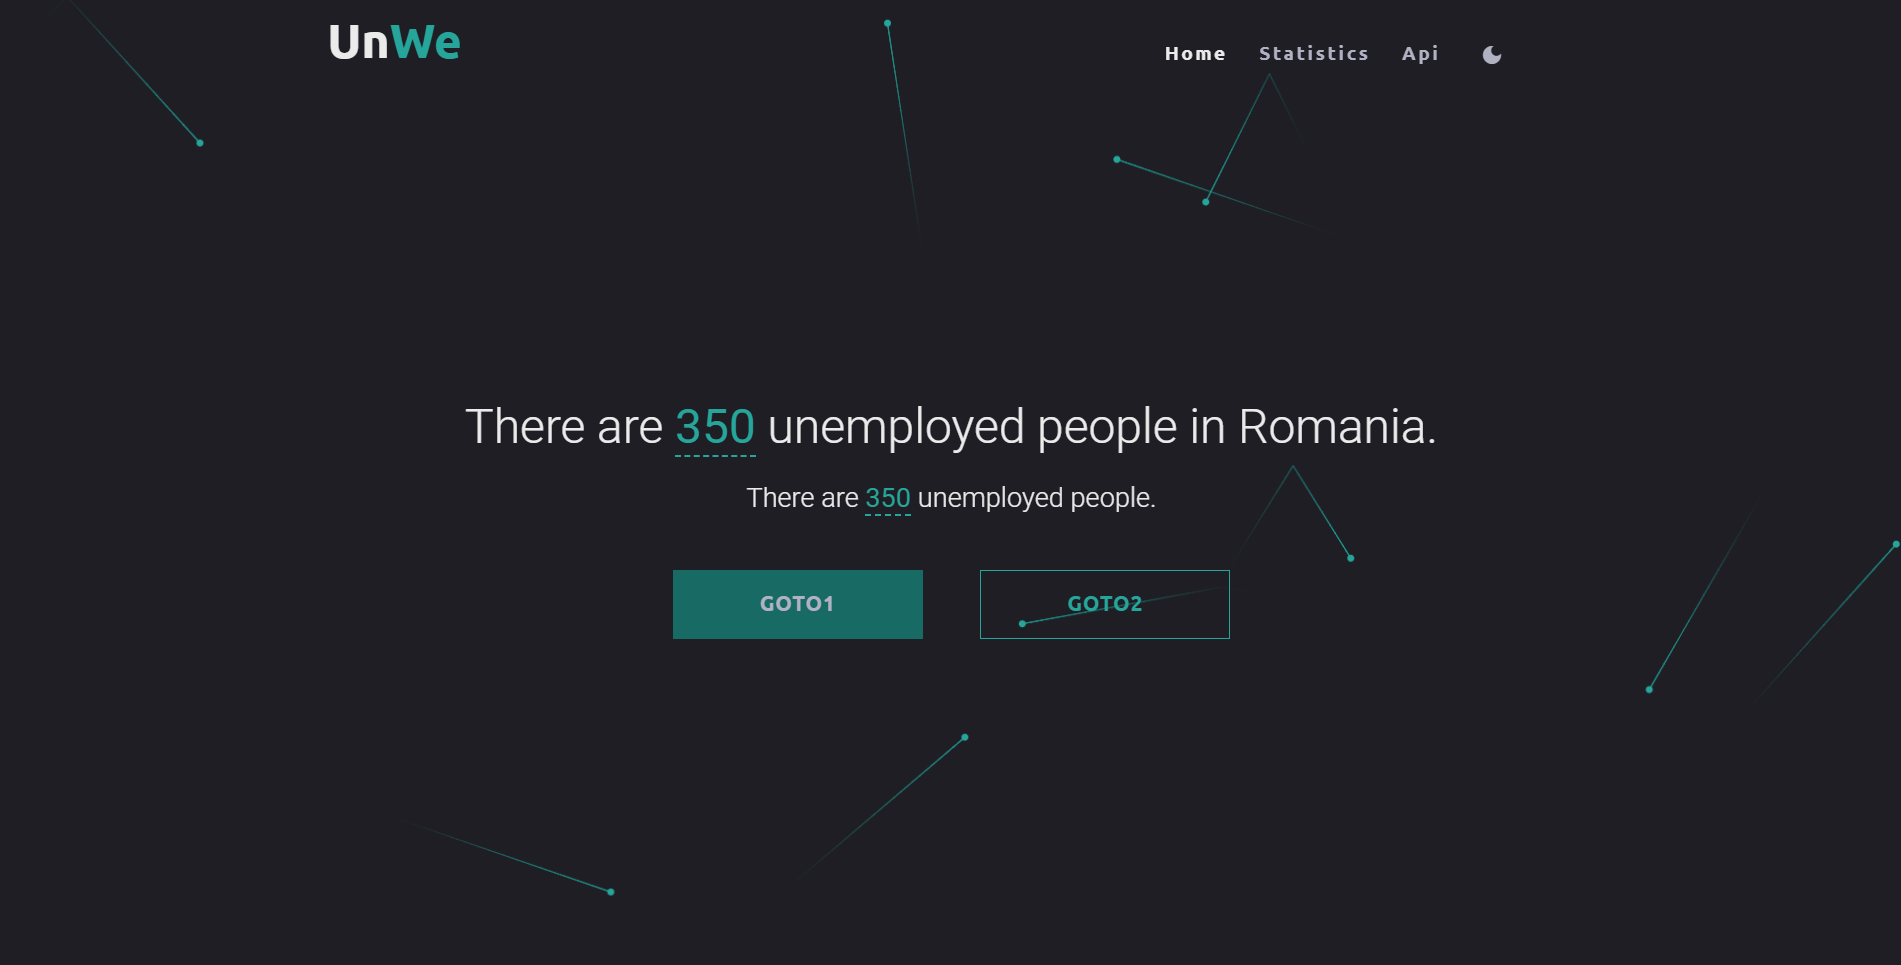 UnWe
Home Statistics Api
There are 350 unemployed people in Romania.
There are 350 unemployed people.
GOTO1 GOTO2